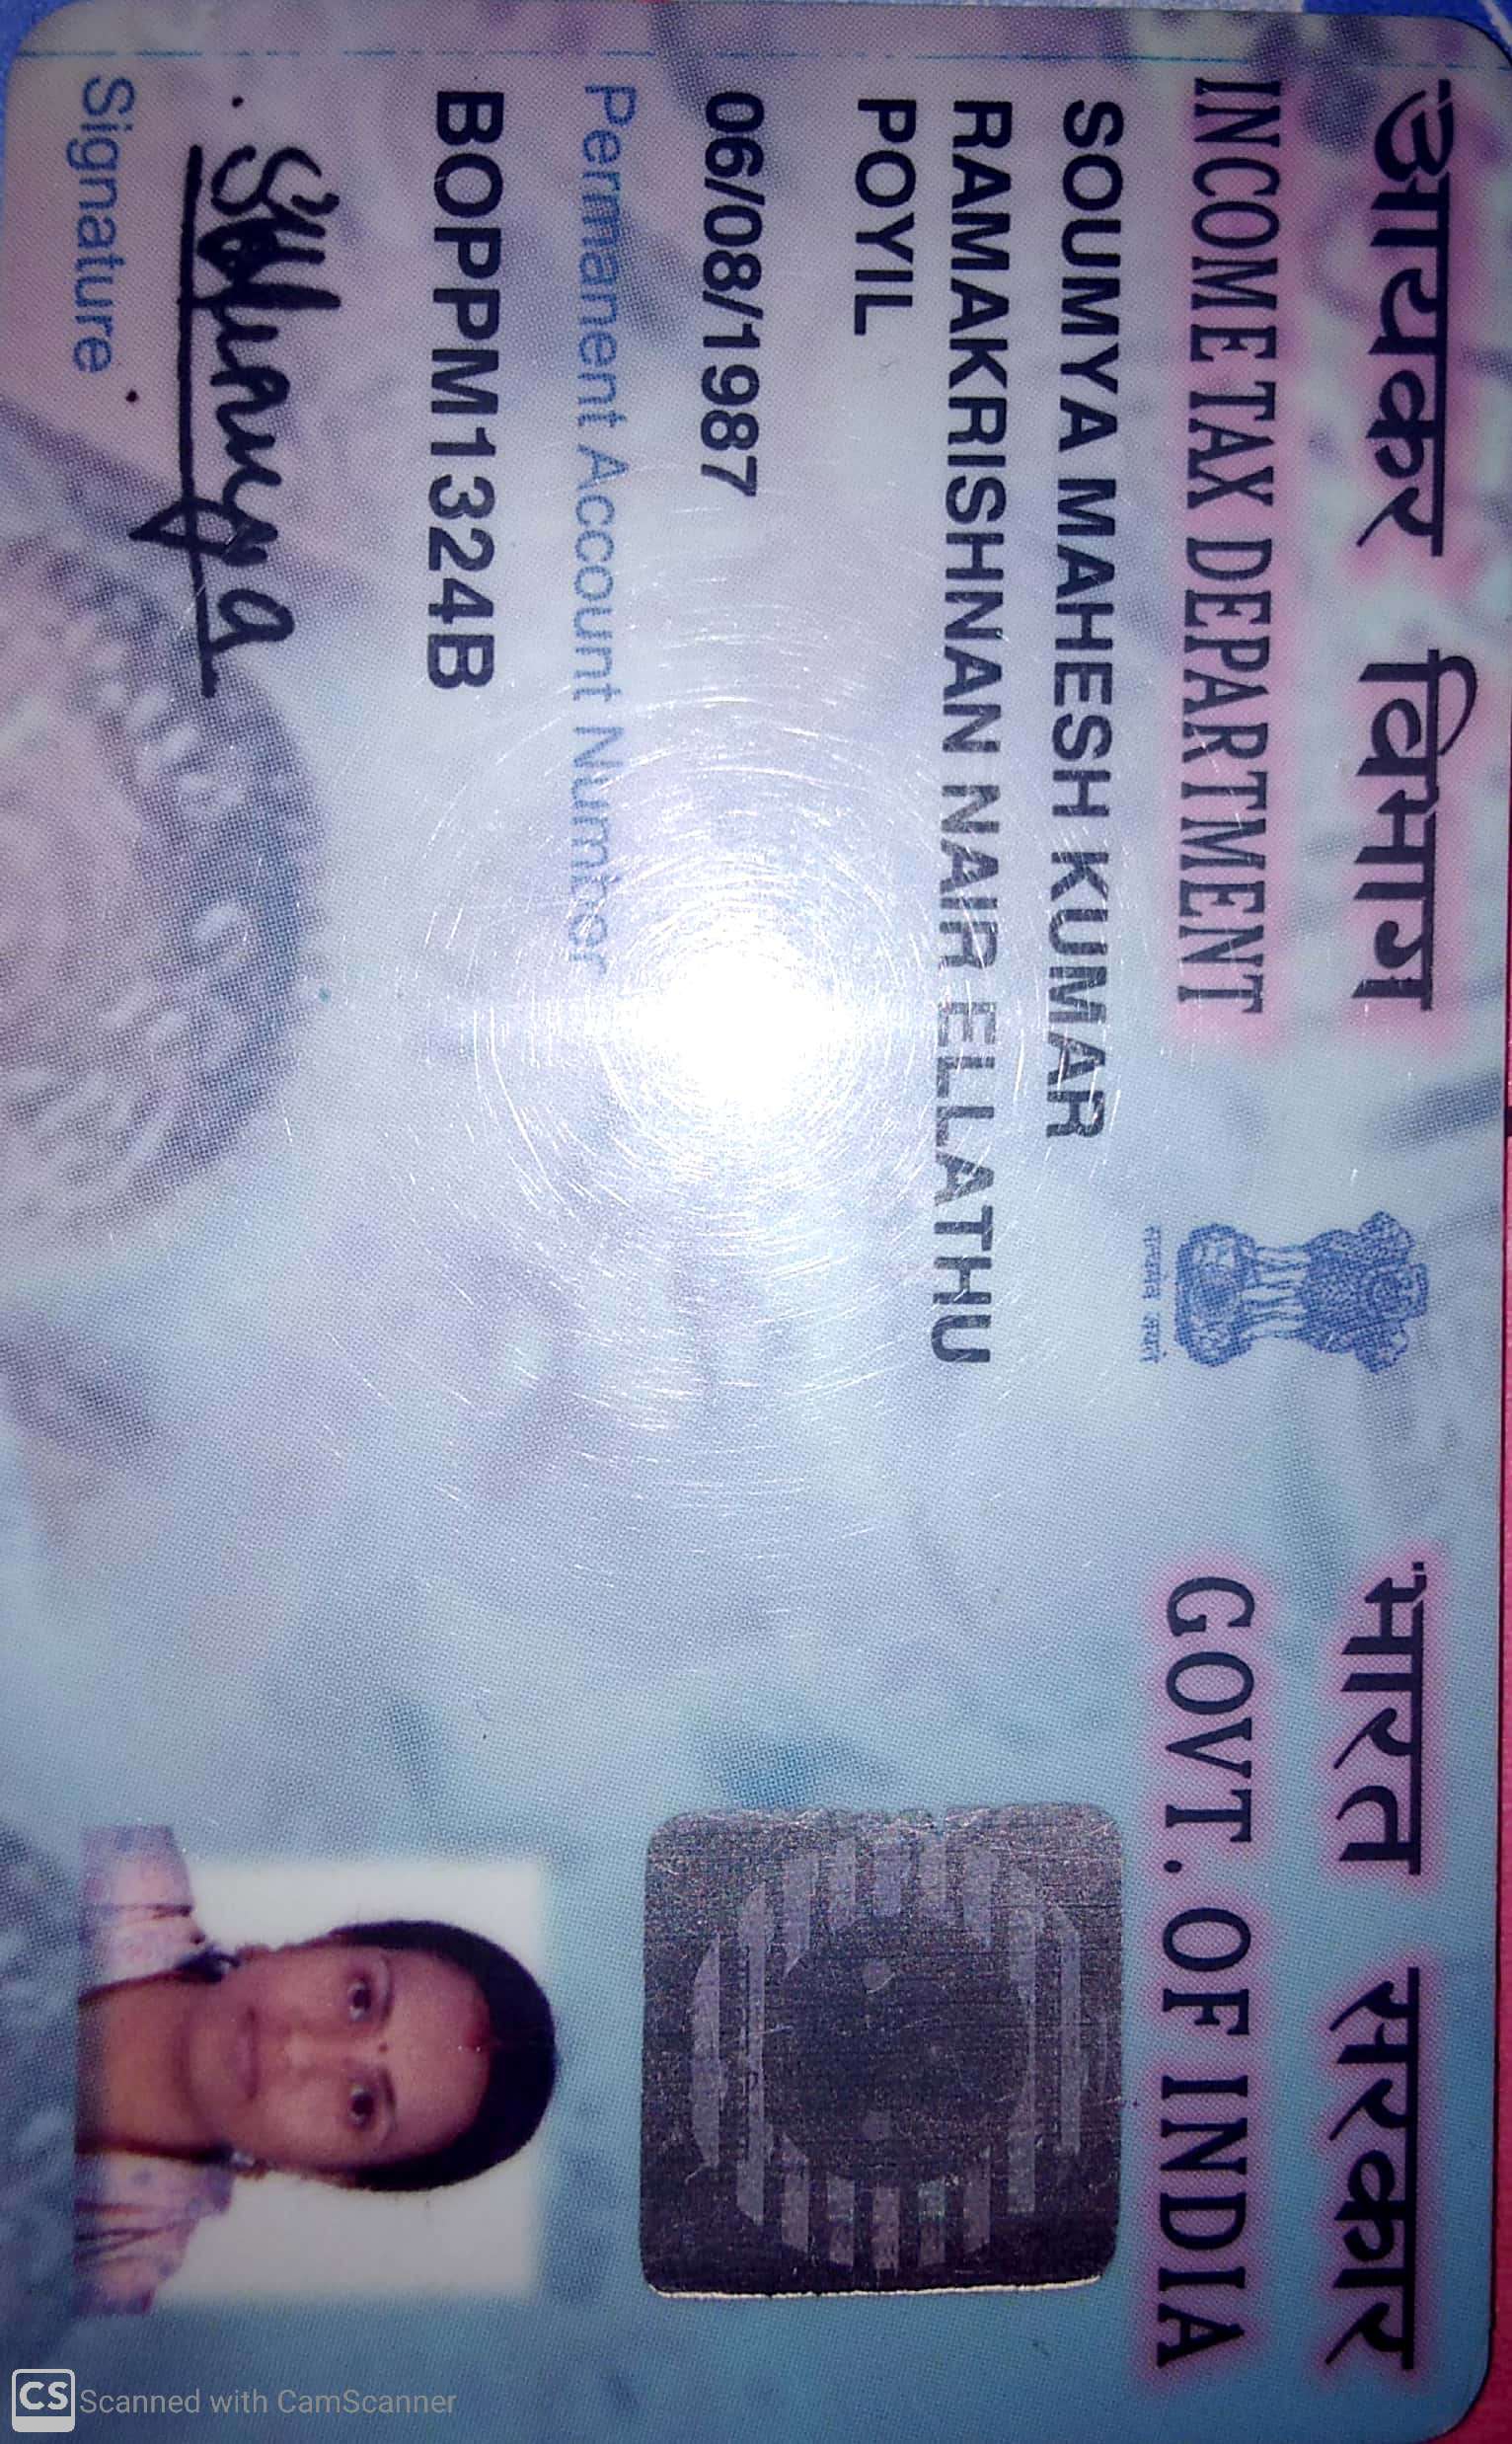 आयकर विभाग
INCOME TAX DEPARTMENT
भारत सरकार
GOVT. OF INDIA
सत्यमेव जयते
SOUMYA MAHESH KUMAR
RAMAKRISHNAN NAIR ELLATHU
POYIL
06/08/1987
Permanent Account Number
BOPPM1324B
Soumya
Signature
CS Scanned with CamScanner